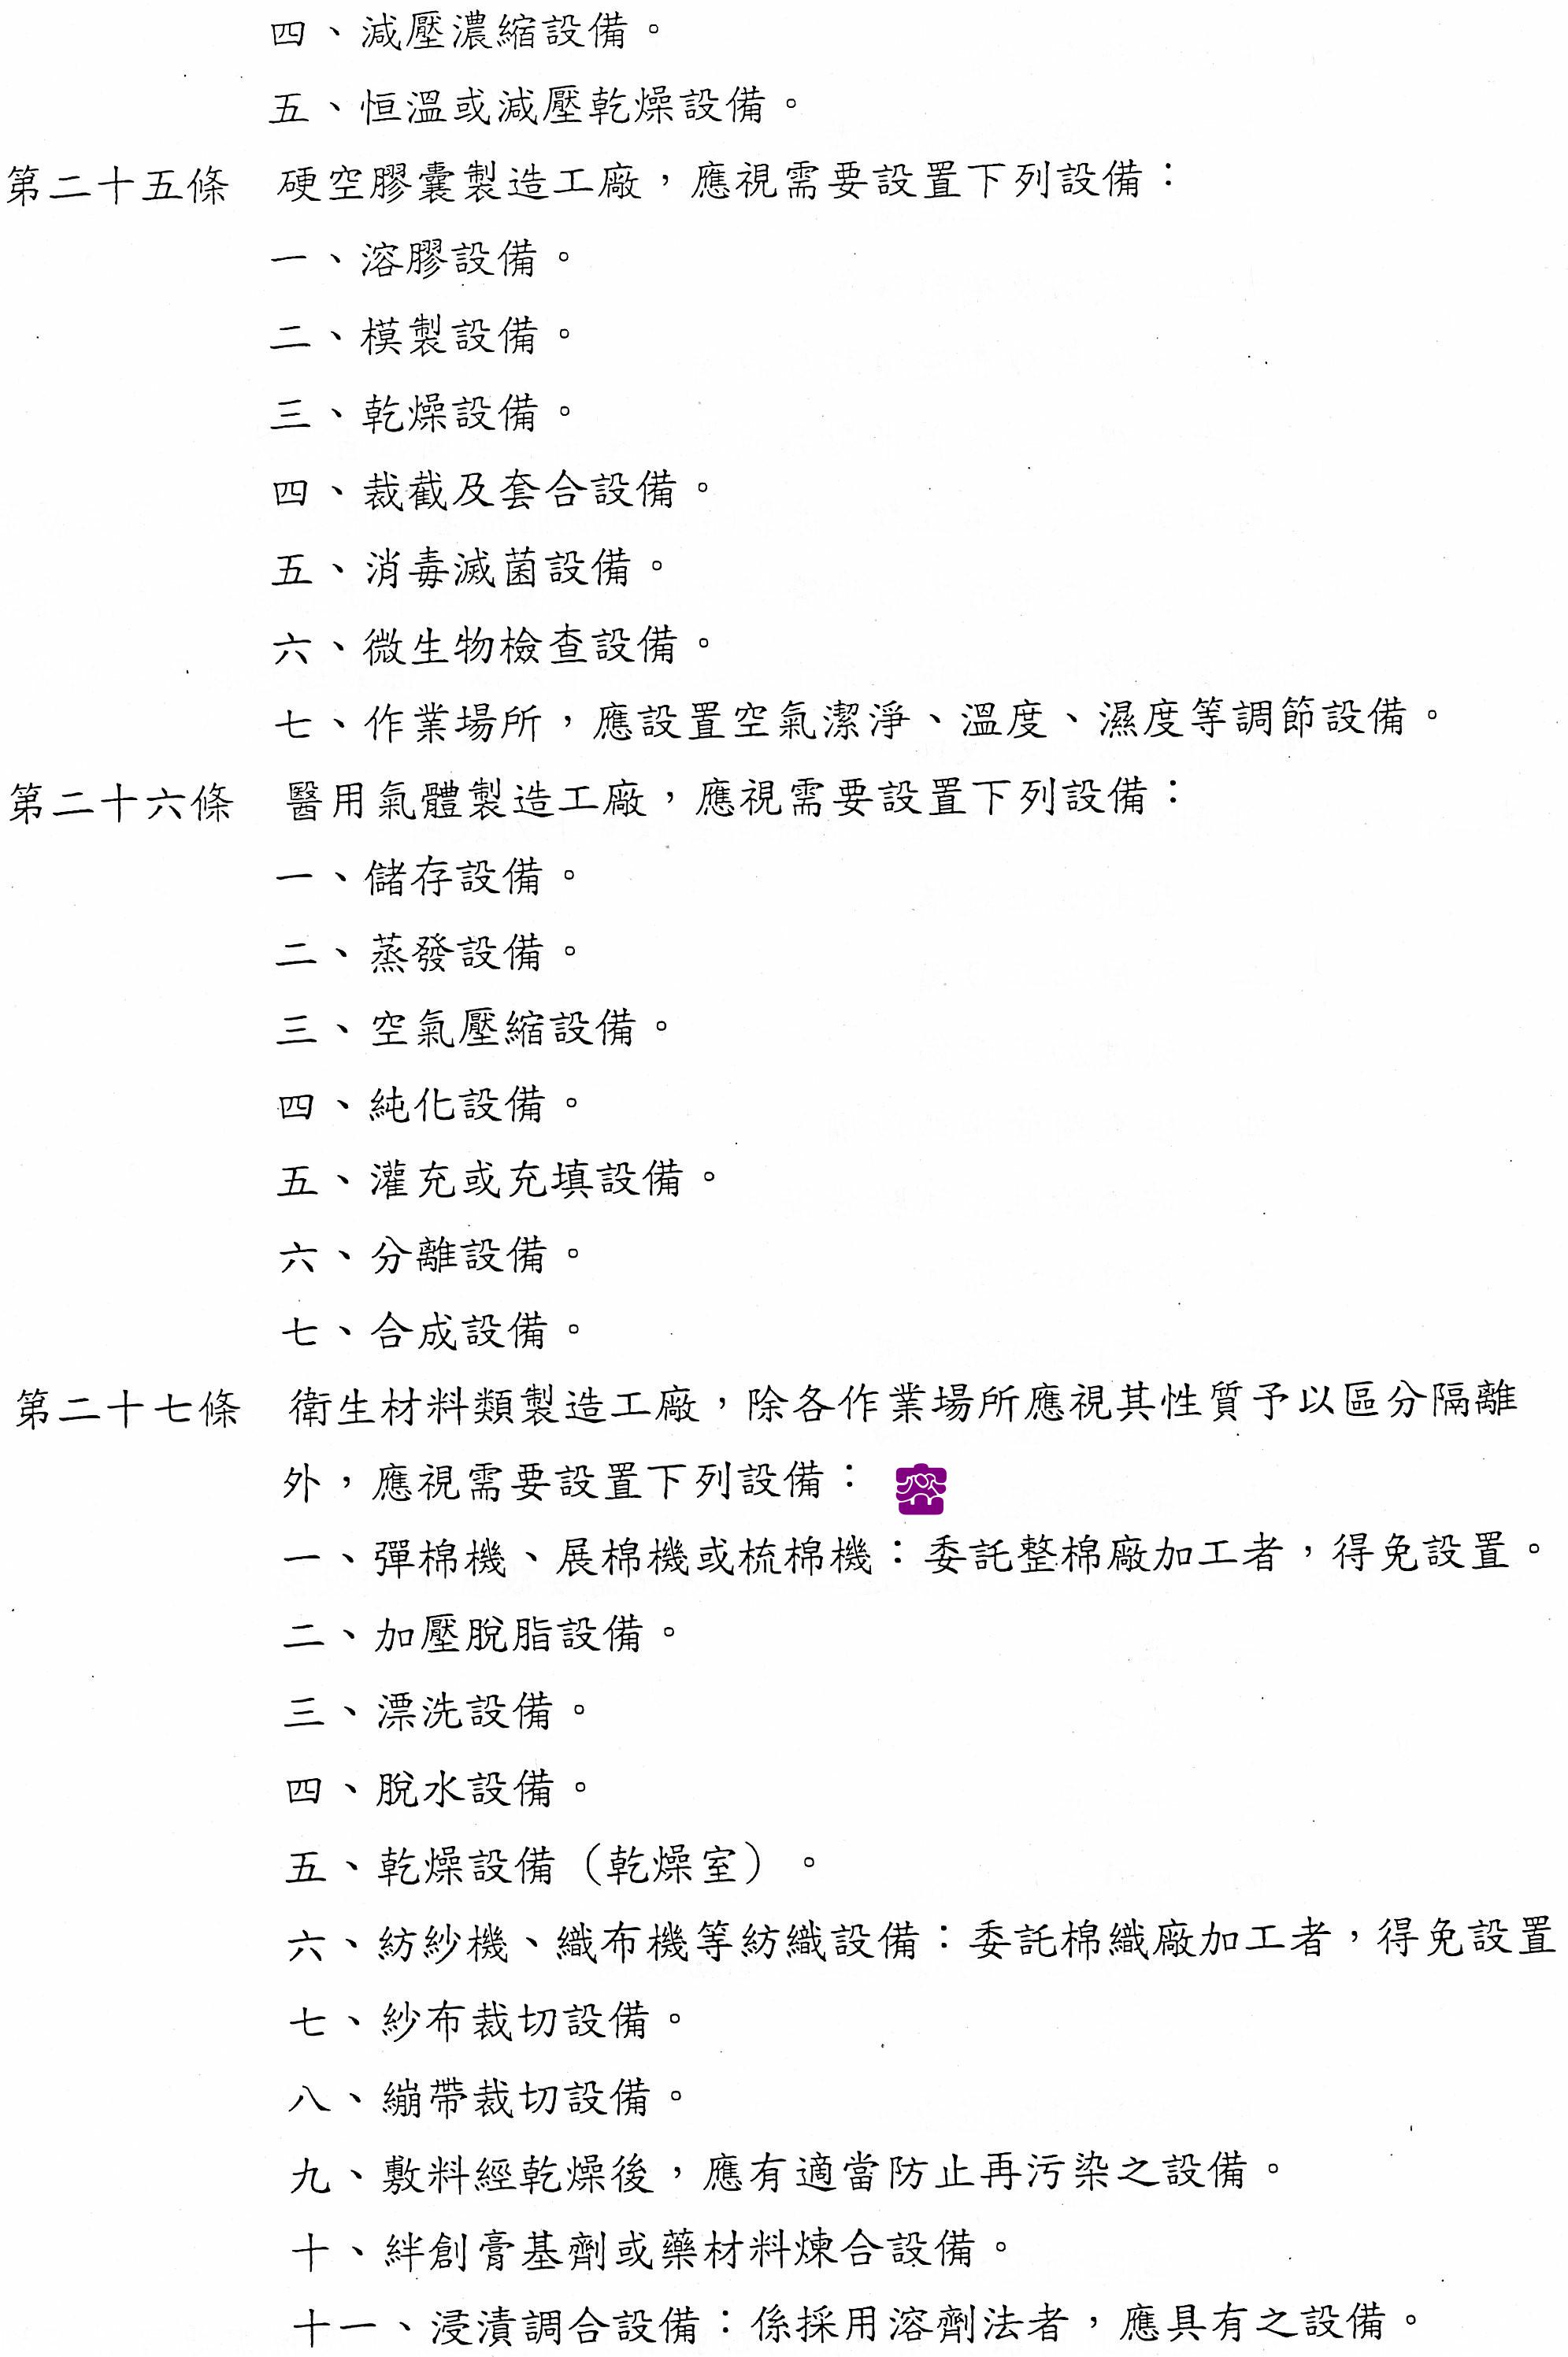 四、減壓濃縮設備。
五、恒溫或減壓乾燥設備。
第二十五條　硬空膠囊製造工廠，應視需要設置下列設備：
一、溶膠設備。
二、模製設備。
三、乾燥設備。
四、裁截及套合設備。
五、消毒滅菌設備。
六、微生物檢查設備。
七、作業場所，應設置空氣潔淨、溫度、濕度等調節設備。
第二十六條　醫用氣體製造工廠，應視需要設置下列設備：
一、儲存設備。
二、蒸發設備。
三、空氣壓縮設備。
四、純化設備。
五、灌充或充填設備。
六、分離設備。
七、合成設備。
第二十七條　衛生材料類製造工廠，除各作業場所應視其性質予以區分隔離
外，應視需要設置下列設備：
一、彈棉機、展棉機或梳棉機：委託整棉廠加工者，得免設置。
二、加壓脫脂設備。
三、漂洗設備。
四、脫水設備。
五、乾燥設備（乾燥室）。
六、紡紗機、織布機等紡織設備：委託棉織廠加工者，得免設置
七、紗布裁切設備。
八、繃帶裁切設備。
九、敷料經乾燥後，應有適當防止再污染之設備。
十、絆創膏基劑或藥材料煉合設備。
十一、浸漬調合設備：係採用溶劑法者，應具有之設備。